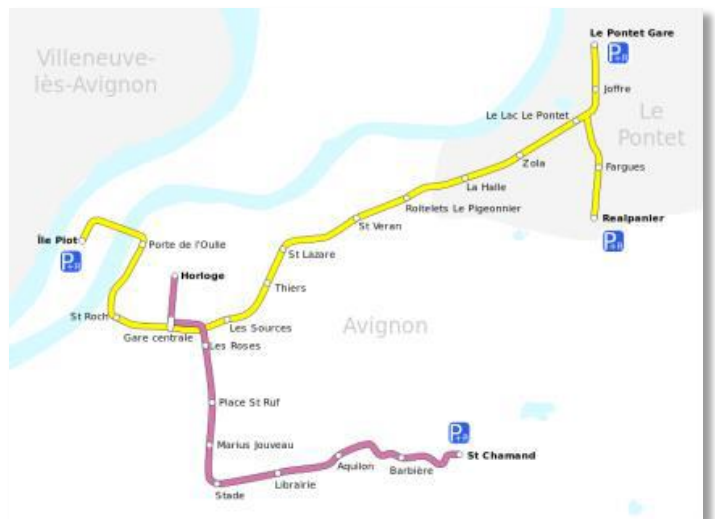 Le Pontet Gare
P+R
Villeneuve-
lès-Avignon
Joffre
Le Lac Le Pontet
Le
Pontet
Zola
Fargues
La Halle
Roitelets Le Pigeonnier
Realpanier
P+R
St Veran
Île Piot
Porte de l'Oulle
P+R
St Lazare
Horloge
Thiers
St Roch
Les Sources
Avignon
Gare centrale
Les Roses
Place St Ruf
P+R
Marius Jouveau
St Chamand
Aquilon
Barbière
Librairie
Stade